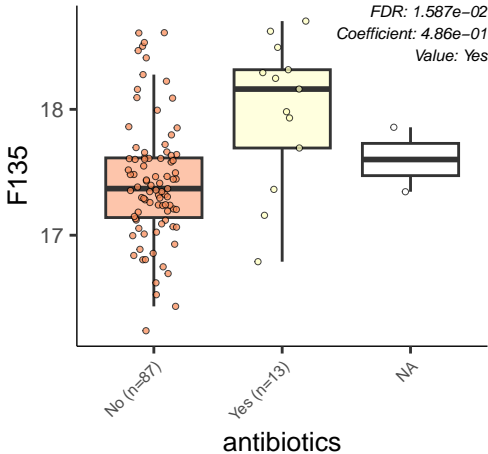 FDR: 1.587e−02
Coefficient: 4.86e−01
Value: Yes
F135
18
17
No (n=87)
Yes (n=13)
NA
antibiotics